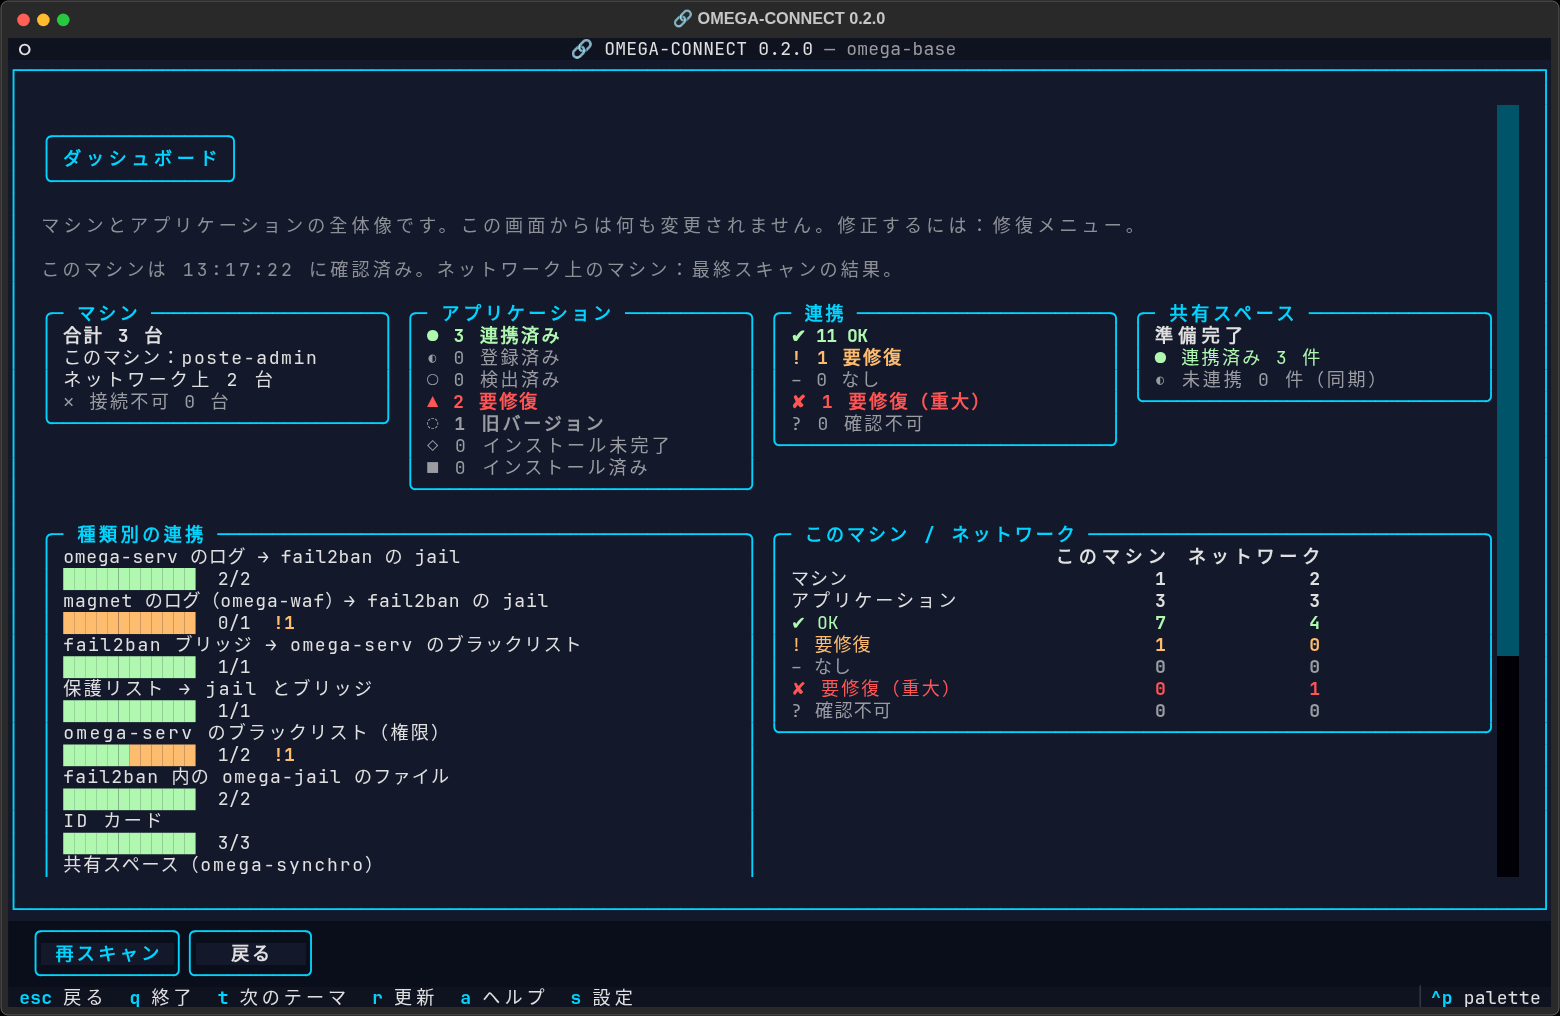 🔗 OMEGA-CONNECT 0.2.0
🔗 OMEGA-CONNECT 0.2.0 — omega-base
ダッシュボード
マシンとアプリケーションの全体像です。この画面からは何も変更されません。修正するには：修復メニュー。
このマシンは 13:17:22 に確認済み。ネットワーク上のマシン：最終スキャンの結果。
マシン
合計 3 台
このマシン：poste-admin
ネットワーク上 2 台
× 接続不可 0 台
アプリケーション
● 3 連携済み
◐ 0 登録済み
○ 0 検出済み
▲ 2 要修復
◌ 1 旧バージョン
◇ 0 インストール未完了
■ 0 インストール済み
連携
✔ 11 OK
! 1 要修復
– 0 なし
✘ 1 要修復（重大）
? 0 確認不可
共有スペース
準備完了
● 連携済み 3 件
◐ 未連携 0 件（同期）
種類別の連携
omega-serv のログ → fail2ban の jail
2/2
magnet のログ（omega-waf）→ fail2ban の jail
0/1 !1
fail2ban ブリッジ → omega-serv のブラックリスト
1/1
保護リスト → jail とブリッジ
1/1
omega-serv のブラックリスト（権限）
1/2 !1
fail2ban 内の omega-jail のファイル
2/2
ID カード
3/3
共有スペース（omega-synchro）
このマシン / ネットワーク
このマシン ネットワーク
マシン 1 2
アプリケーション 3 3
✔ OK 7 4
! 要修復 1 0
– なし 0 0
✘ 要修復（重大） 0 1
? 確認不可 0 0
再スキャン 戻る
esc 戻る q 終了 t 次のテーマ r 更新 a ヘルプ s 設定 ^p palette